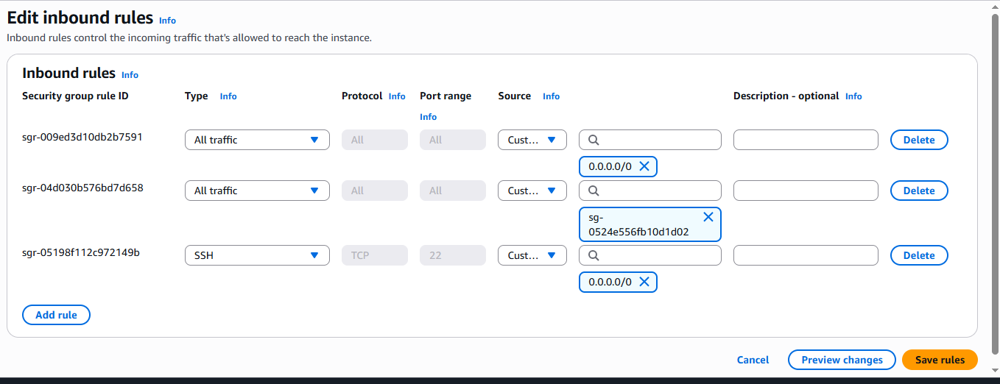 Edit inbound rules Info
Inbound rules control the incoming traffic that's allowed to reach the instance.
Inbound rules Info
Security group rule ID Type Info Protocol Info Port range Info Source Info Description - optional Info
sgr-009ed3d10db2b7591 All traffic All All Cust... Delete
0.0.0.0/0
sgr-04d030b576bd7d658 All traffic All All Cust... Delete
sg-
0524e556fb10d1d02
sgr-05198f112c972149b SSH TCP 22 Cust... Delete
0.0.0.0/0
Add rule
Cancel Preview changes Save rules